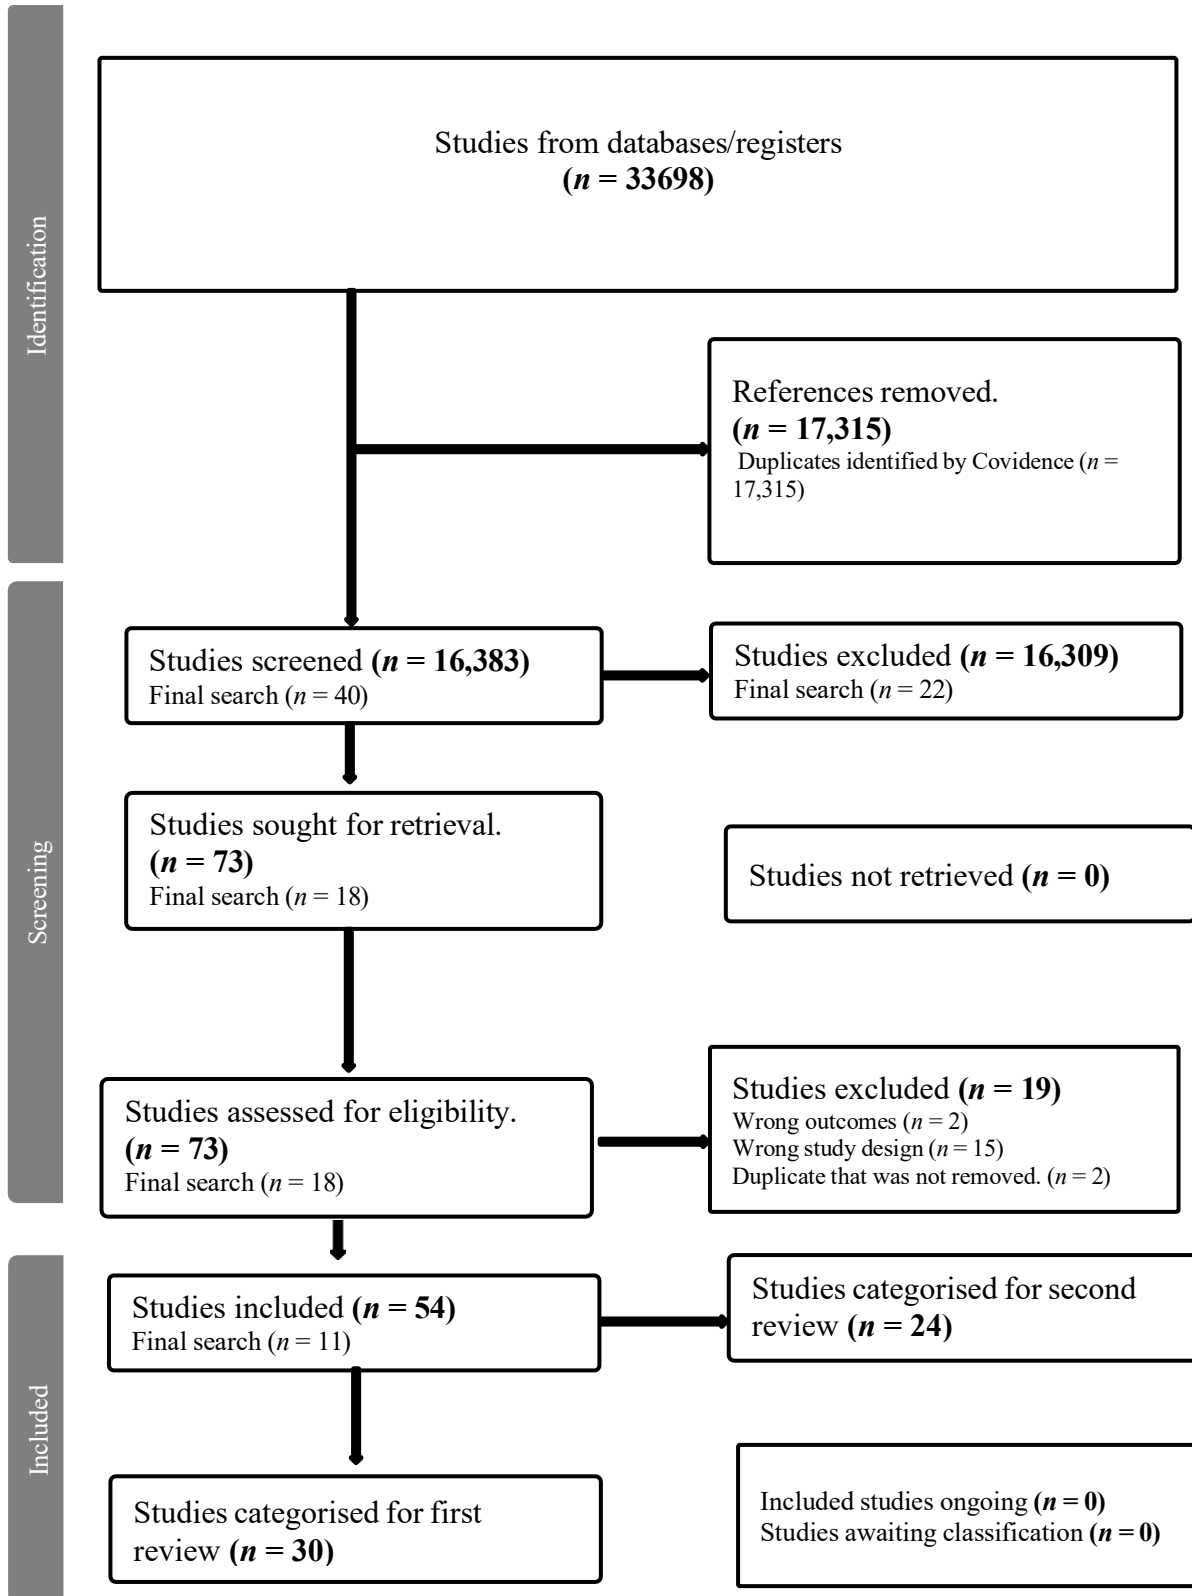 Identification
Studies from databases/registers
(n = 33698)
References removed.
(n = 17,315)
Duplicates identified by Covidence (n =
17,315)
Screening
Studies screened (n = 16,383)
Final search (n = 40)
Studies excluded (n = 16,309)
Final search (n = 22)
Studies sought for retrieval.
(n = 73)
Final search (n = 18)
Studies not retrieved (n = 0)
Studies assessed for eligibility.
(n = 73)
Final search (n = 18)
Studies excluded (n = 19)
Wrong outcomes (n = 2)
Wrong study design (n = 15)
Duplicate that was not removed. (n = 2)
Included
Studies included (n = 54)
Final search (n = 11)
Studies categorised for second
review (n = 24)
Studies categorised for first
review (n = 30)
Included studies ongoing (n = 0)
Studies awaiting classification (n = 0)